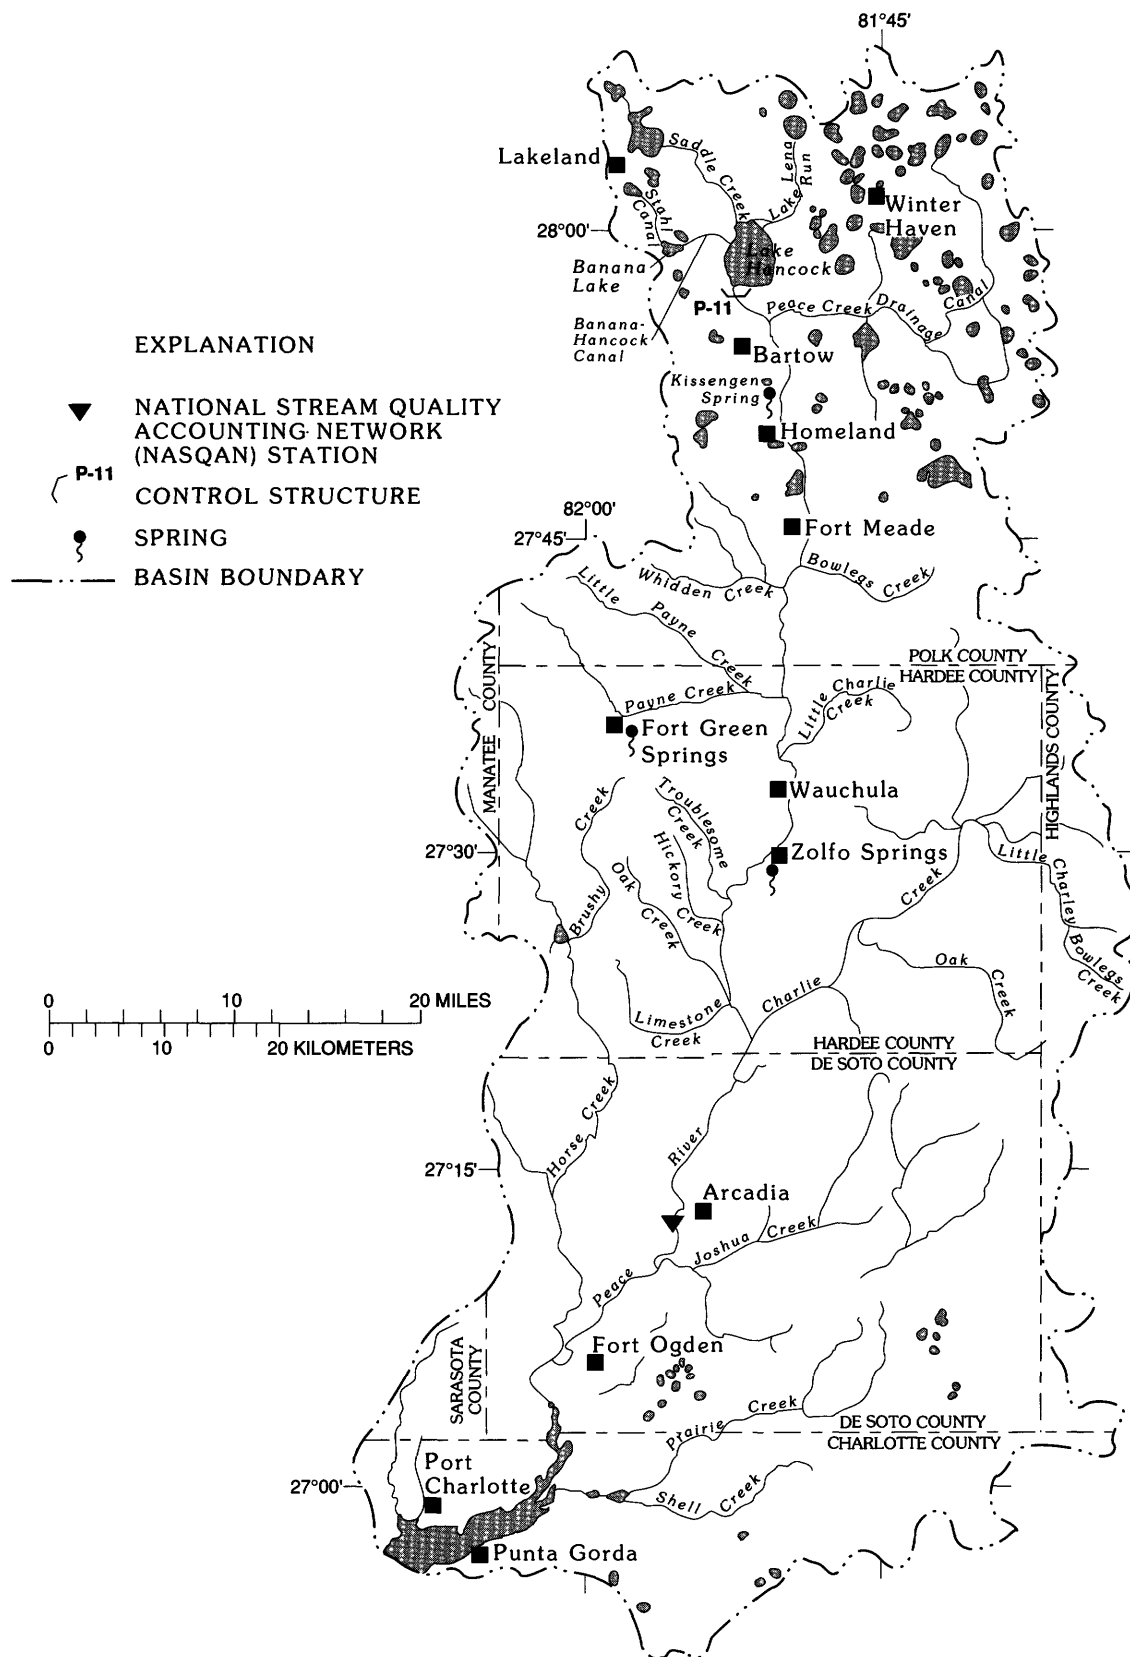 81°45'
Lakeland
Saddle Creek
Lena
Lake Run
Stahl
Canal
Winter
Haven
28°00'
Lake
Hancock
Banana
Lake
P-11
Peace Creek Drainage Canal
Banana-
Hancock
Canal
Bartow
Kissengen
Spring
Homeland
EXPLANATION
NATIONAL STREAM QUALITY
ACCOUNTING NETWORK
(NASQAN) STATION
P-11
CONTROL STRUCTURE
SPRING
BASIN BOUNDARY
82°00'
27°45'
Fort Meade
Whidden Creek
Bowlegs Creek
Little Payne Creek
POLK COUNTY
HARDEE COUNTY
MANATEE COUNTY
HIGHLANDS COUNTY
Payne Creek
Little Charlie
Creek
Fort Green
Springs
Wauchula
Troublesome
Creek
Brushy Creek
Hickory Creek
27°30'
Zolfo Springs
Little Charley Bowlegs
Creek
Oak
Creek
Charlie Creek
Oak
Creek
Limestone
Creek
0 10 20 MILES
0 10 20 KILOMETERS
HARDEE COUNTY
DE SOTO COUNTY
Horse Creek
27°15'
Arcadia
Joshua Creek
Peace River
Fort Ogden
SARASOTA
COUNTY
Prairie Creek
DE SOTO COUNTY
CHARLOTTE COUNTY
27°00'
Port
Charlotte
Shell Creek
Punta Gorda